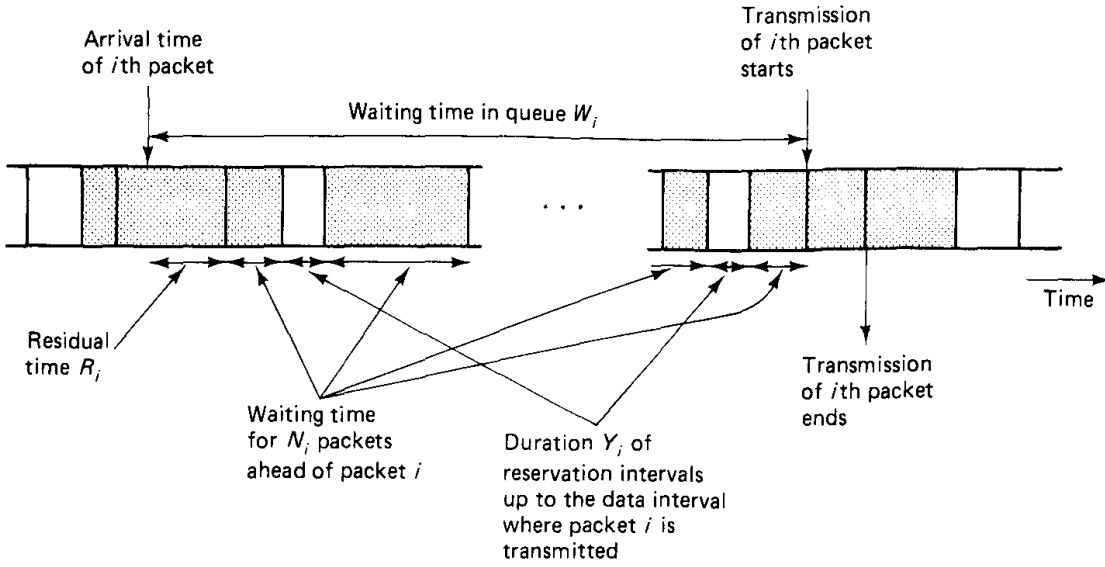 Arrival time
of ith packet
Transmission
of ith packet
starts
Waiting time in queue W_i
. . .
Time
Residual
time R_i
Waiting time
for N_i packets
ahead of packet i
Duration Y_i of
reservation intervals
up to the data interval
where packet i is
transmitted
Transmission
of ith packet
ends